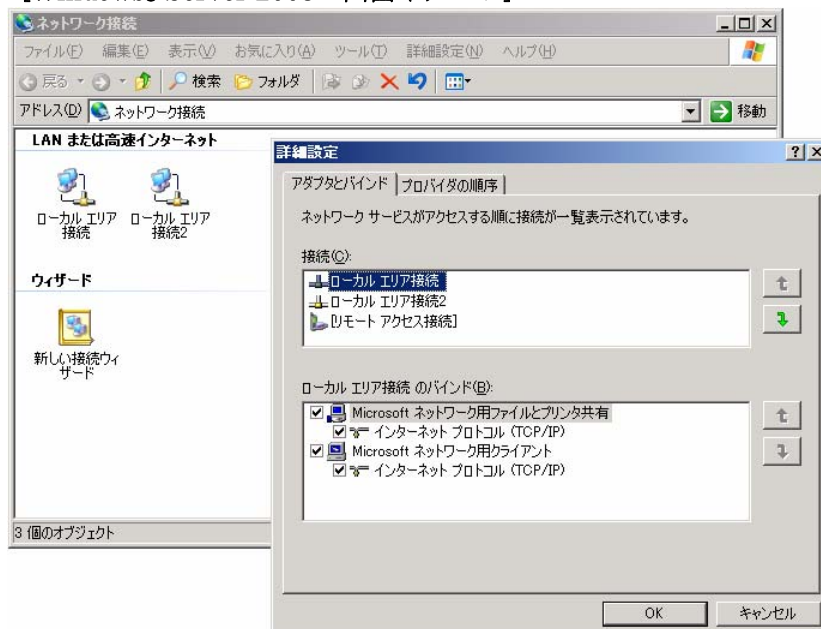 ネットワーク接続
ファイル(F) 編集(E) 表示(V) お気に入り(A) ツール(T) 詳細設定(N) ヘルプ(H)
戻る 検索 フォルダ
アドレス(D) ネットワーク接続 移動
LAN または高速インターネット
ローカル エリア接続
ローカル エリア接続2
ウィザード
新しい接続ウィザード
3 個のオブジェクト
詳細設定
アダプタとバインド プロバイダの順序
ネットワーク サービスがアクセスする順に接続が一覧表示されています。
接続(C):
ローカル エリア接続
ローカル エリア接続2
[リモート アクセス接続]
ローカル エリア接続 のバインド(B):
Microsoft ネットワーク用ファイルとプリンタ共有
インターネット プロトコル (TCP/IP)
Microsoft ネットワーク用クライアント
インターネット プロトコル (TCP/IP)
OK キャンセル